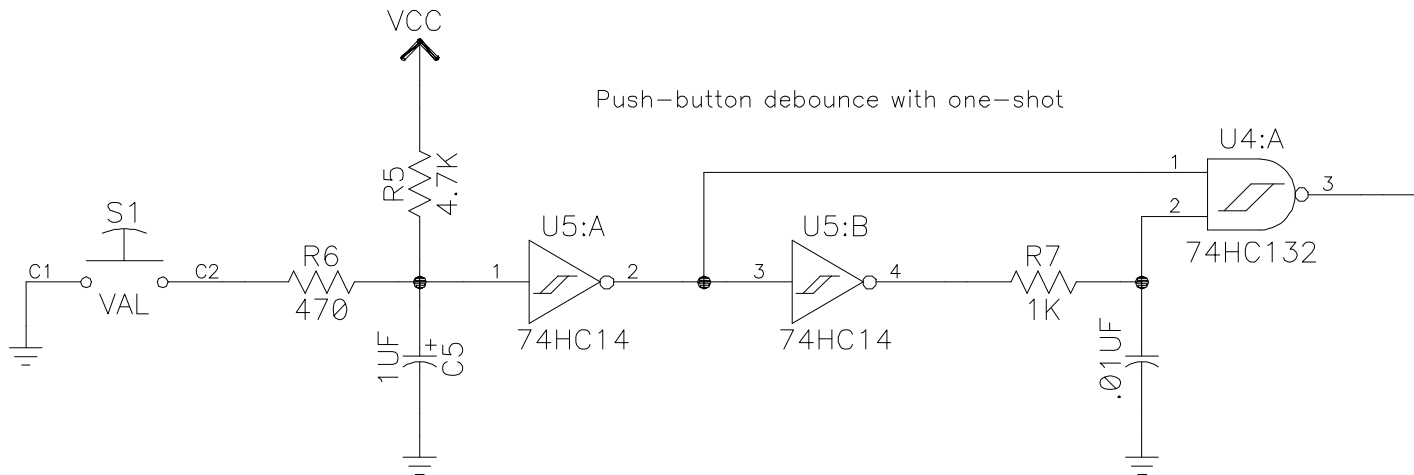 VCC
Push-button debounce with one-shot
U4:A
1
3
2
74HC132
R5
4.7K
S1
C1
C2
VAL
R6
470
1UF
C5
U5:A
1
2
74HC14
U5:B
3
4
74HC14
R7
1K
.01UF